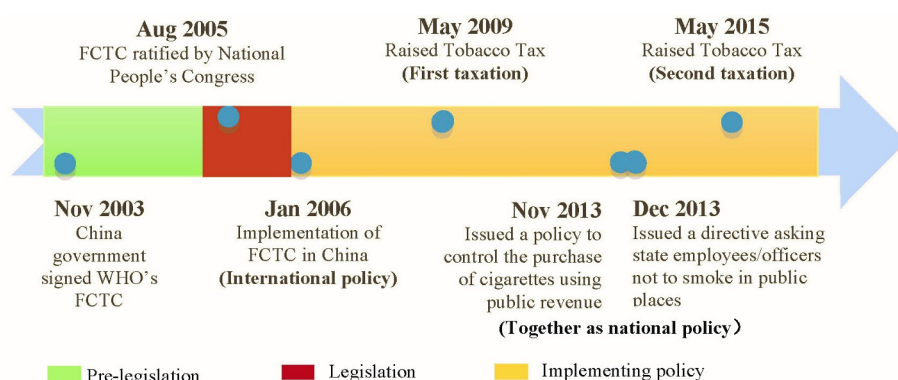 Aug 2005
FCTC ratified by National
People's Congress
May 2009
Raised Tobacco Tax
(First taxation)
May 2015
Raised Tobacco Tax
(Second taxation)
Nov 2003
China
government
signed WHO's
FCTC
Jan 2006
Implementation of
FCTC in China
(International policy)
Nov 2013
Issued a policy to
control the purchase
of cigarettes using
public revenue
Dec 2013
Issued a directive asking
state employees/officers
not to smoke in public
places
(Together as national policy）
Pre-legislation
Legislation
Implementing policy